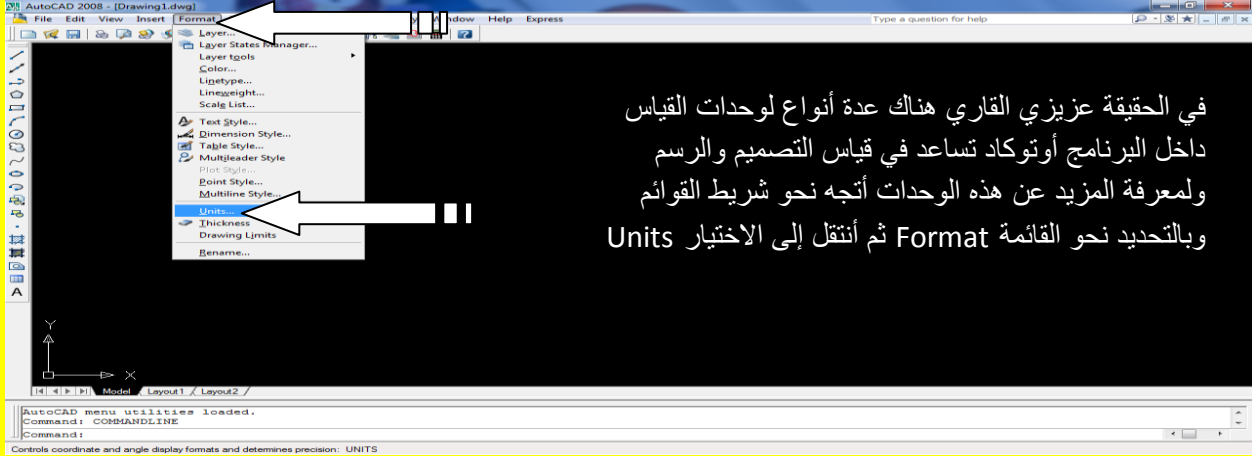 AutoCAD 2008 - [Drawing1.dwg]
File Edit View Insert Format Window Help Express Type a question for help
Layer...
Layer States Manager...
Layer tools
Color...
Linetype...
Lineweight...
Scale List...
Text Style...
Dimension Style...
Table Style...
Multileader Style
Plot Style...
Point Style...
Multiline Style...
Units...
Thickness
Drawing Limits
Rename...
في الحقيقة عزيزي القاري هناك عدة أنواع لوحدات القياس
داخل البرنامج أوتوكاد تساعد في قياس التصميم والرسم
ولمعرفة المزيد عن هذه الوحدات أتجه نحو شريط القوائم
وبالتحديد نحو القائمة Format ثم أنتقل إلى الاختيار Units
A
Y
X
Model Layout1 Layout2
AutoCAD menu utilities loaded.
Command: COMMANDLINE
Command:
Controls coordinate and angle display formats and determines precision: UNITS